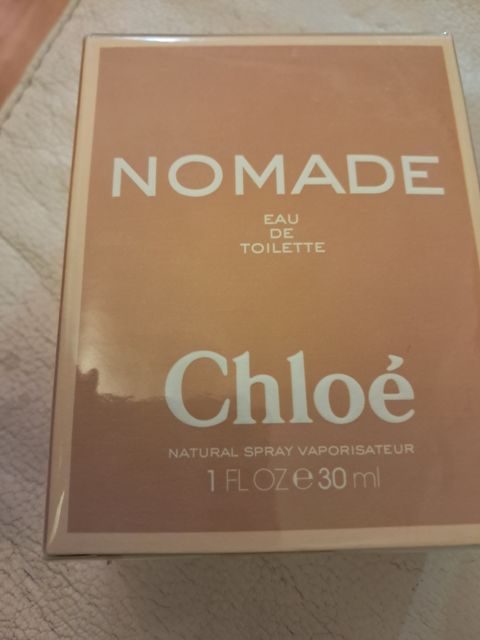 NOMADE
EAU
DE
TOILETTE
Chloé
NATURAL SPRAY VAPORISATEUR
1 FL OZ ℮ 30 ml